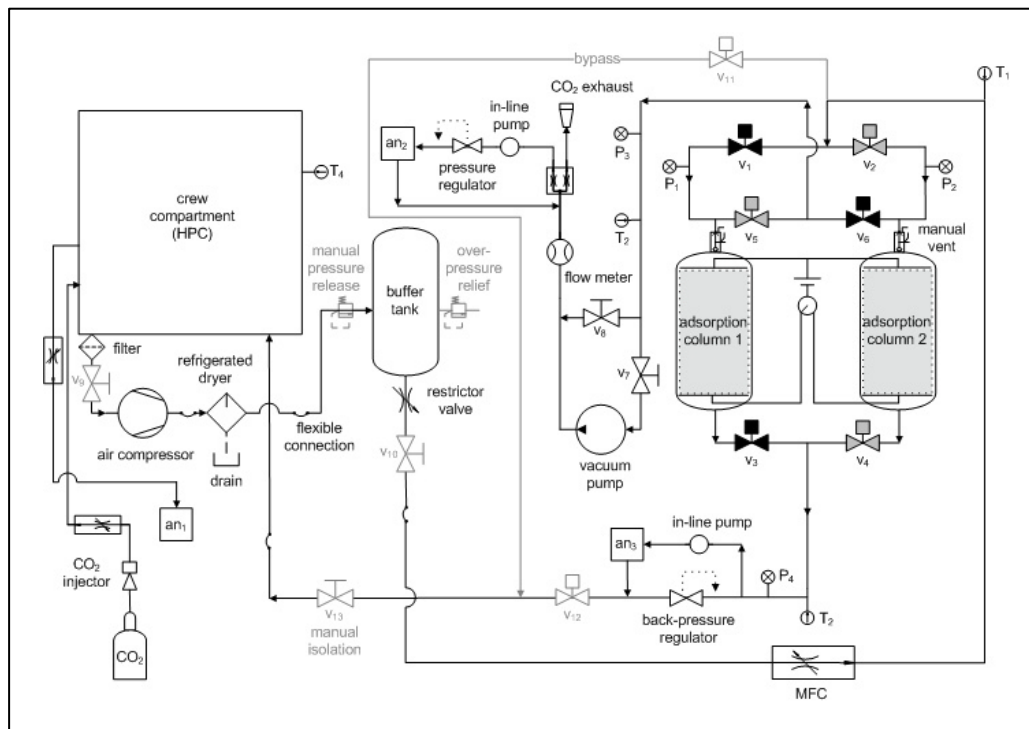 bypass
v11
T1
CO2 exhaust
in-line
pump
an2
pressure
regulator
P3
v1
v2
P1
P2
T4
crew
compartment
(HPC)
T2
v5
v6
manual
vent
manual
pressure
release
over-
pressure
relief
buffer
tank
flow meter
v8
adsorption
column 1
adsorption
column 2
filter
refrigerated
dryer
v9
restrictor
valve
v7
flexible
connection
air compressor
drain
v10
vacuum
pump
v3
v4
an1
in-line pump
an3
P4
CO2
injector
v13
manual
isolation
v12
back-pressure
regulator
T2
CO2
MFC